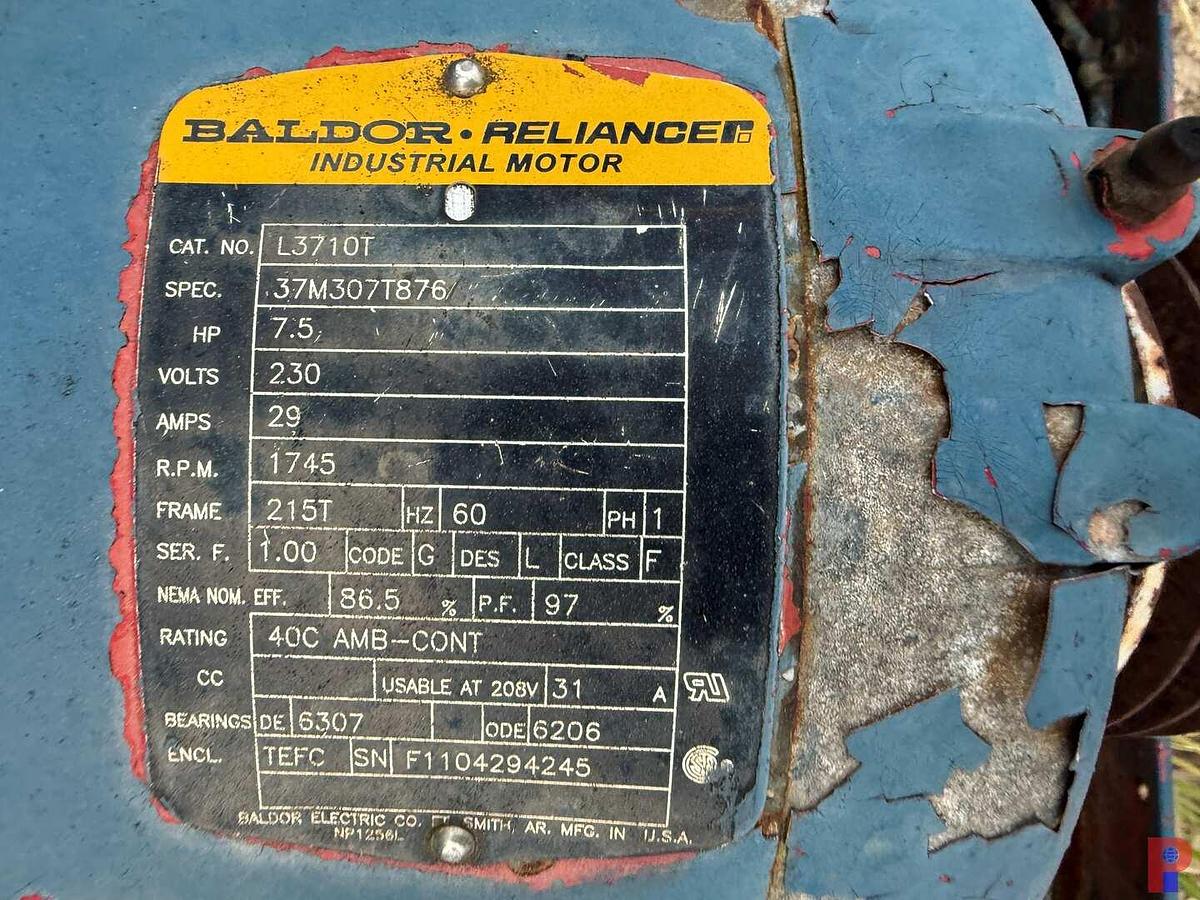 BALDOR • RELIANCE
INDUSTRIAL MOTOR
CAT. NO. L3710T
SPEC. 37M307T876
HP 7.5
VOLTS 230
AMPS 29
R.P.M. 1745
FRAME 215T HZ 60 PH 1
SER. F. 1.00 CODE G DES L CLASS F
NEMA NOM. EFF. 86.5 % P.F. 97 %
RATING 40C AMB-CONT
CC USABLE AT 208V 31 A
BEARINGS DE 6307 ODE 6206
ENCL. TEFC SN F1104294245
BALDOR ELECTRIC CO. FT. SMITH, AR. MFG. IN U.S.A.
NP1256L